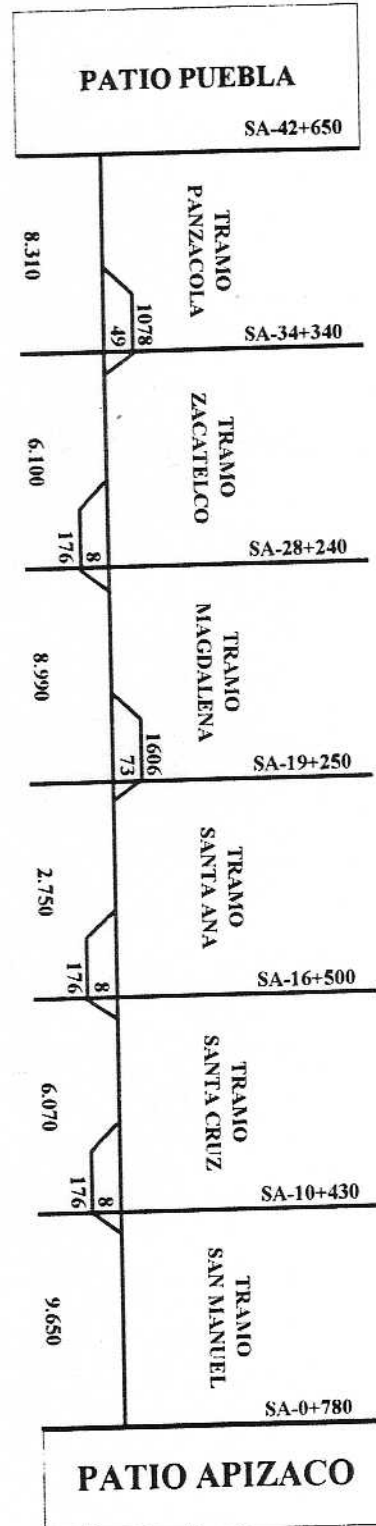 PATIO PUEBLA
SA-42+650
TRAMO
PANZACOLA
8.310
1078
49
SA-34+340
TRAMO
ZACATELCO
6.100
SA-28+240
8
176
TRAMO
MAGDALENA
8.990
1606
73
SA-19+250
TRAMO
SANTA ANA
2.750
SA-16+500
8
176
TRAMO
SANTA CRUZ
6.070
SA-10+430
8
176
TRAMO
SAN MANUEL
9.650
SA-0+780
PATIO APIZACO